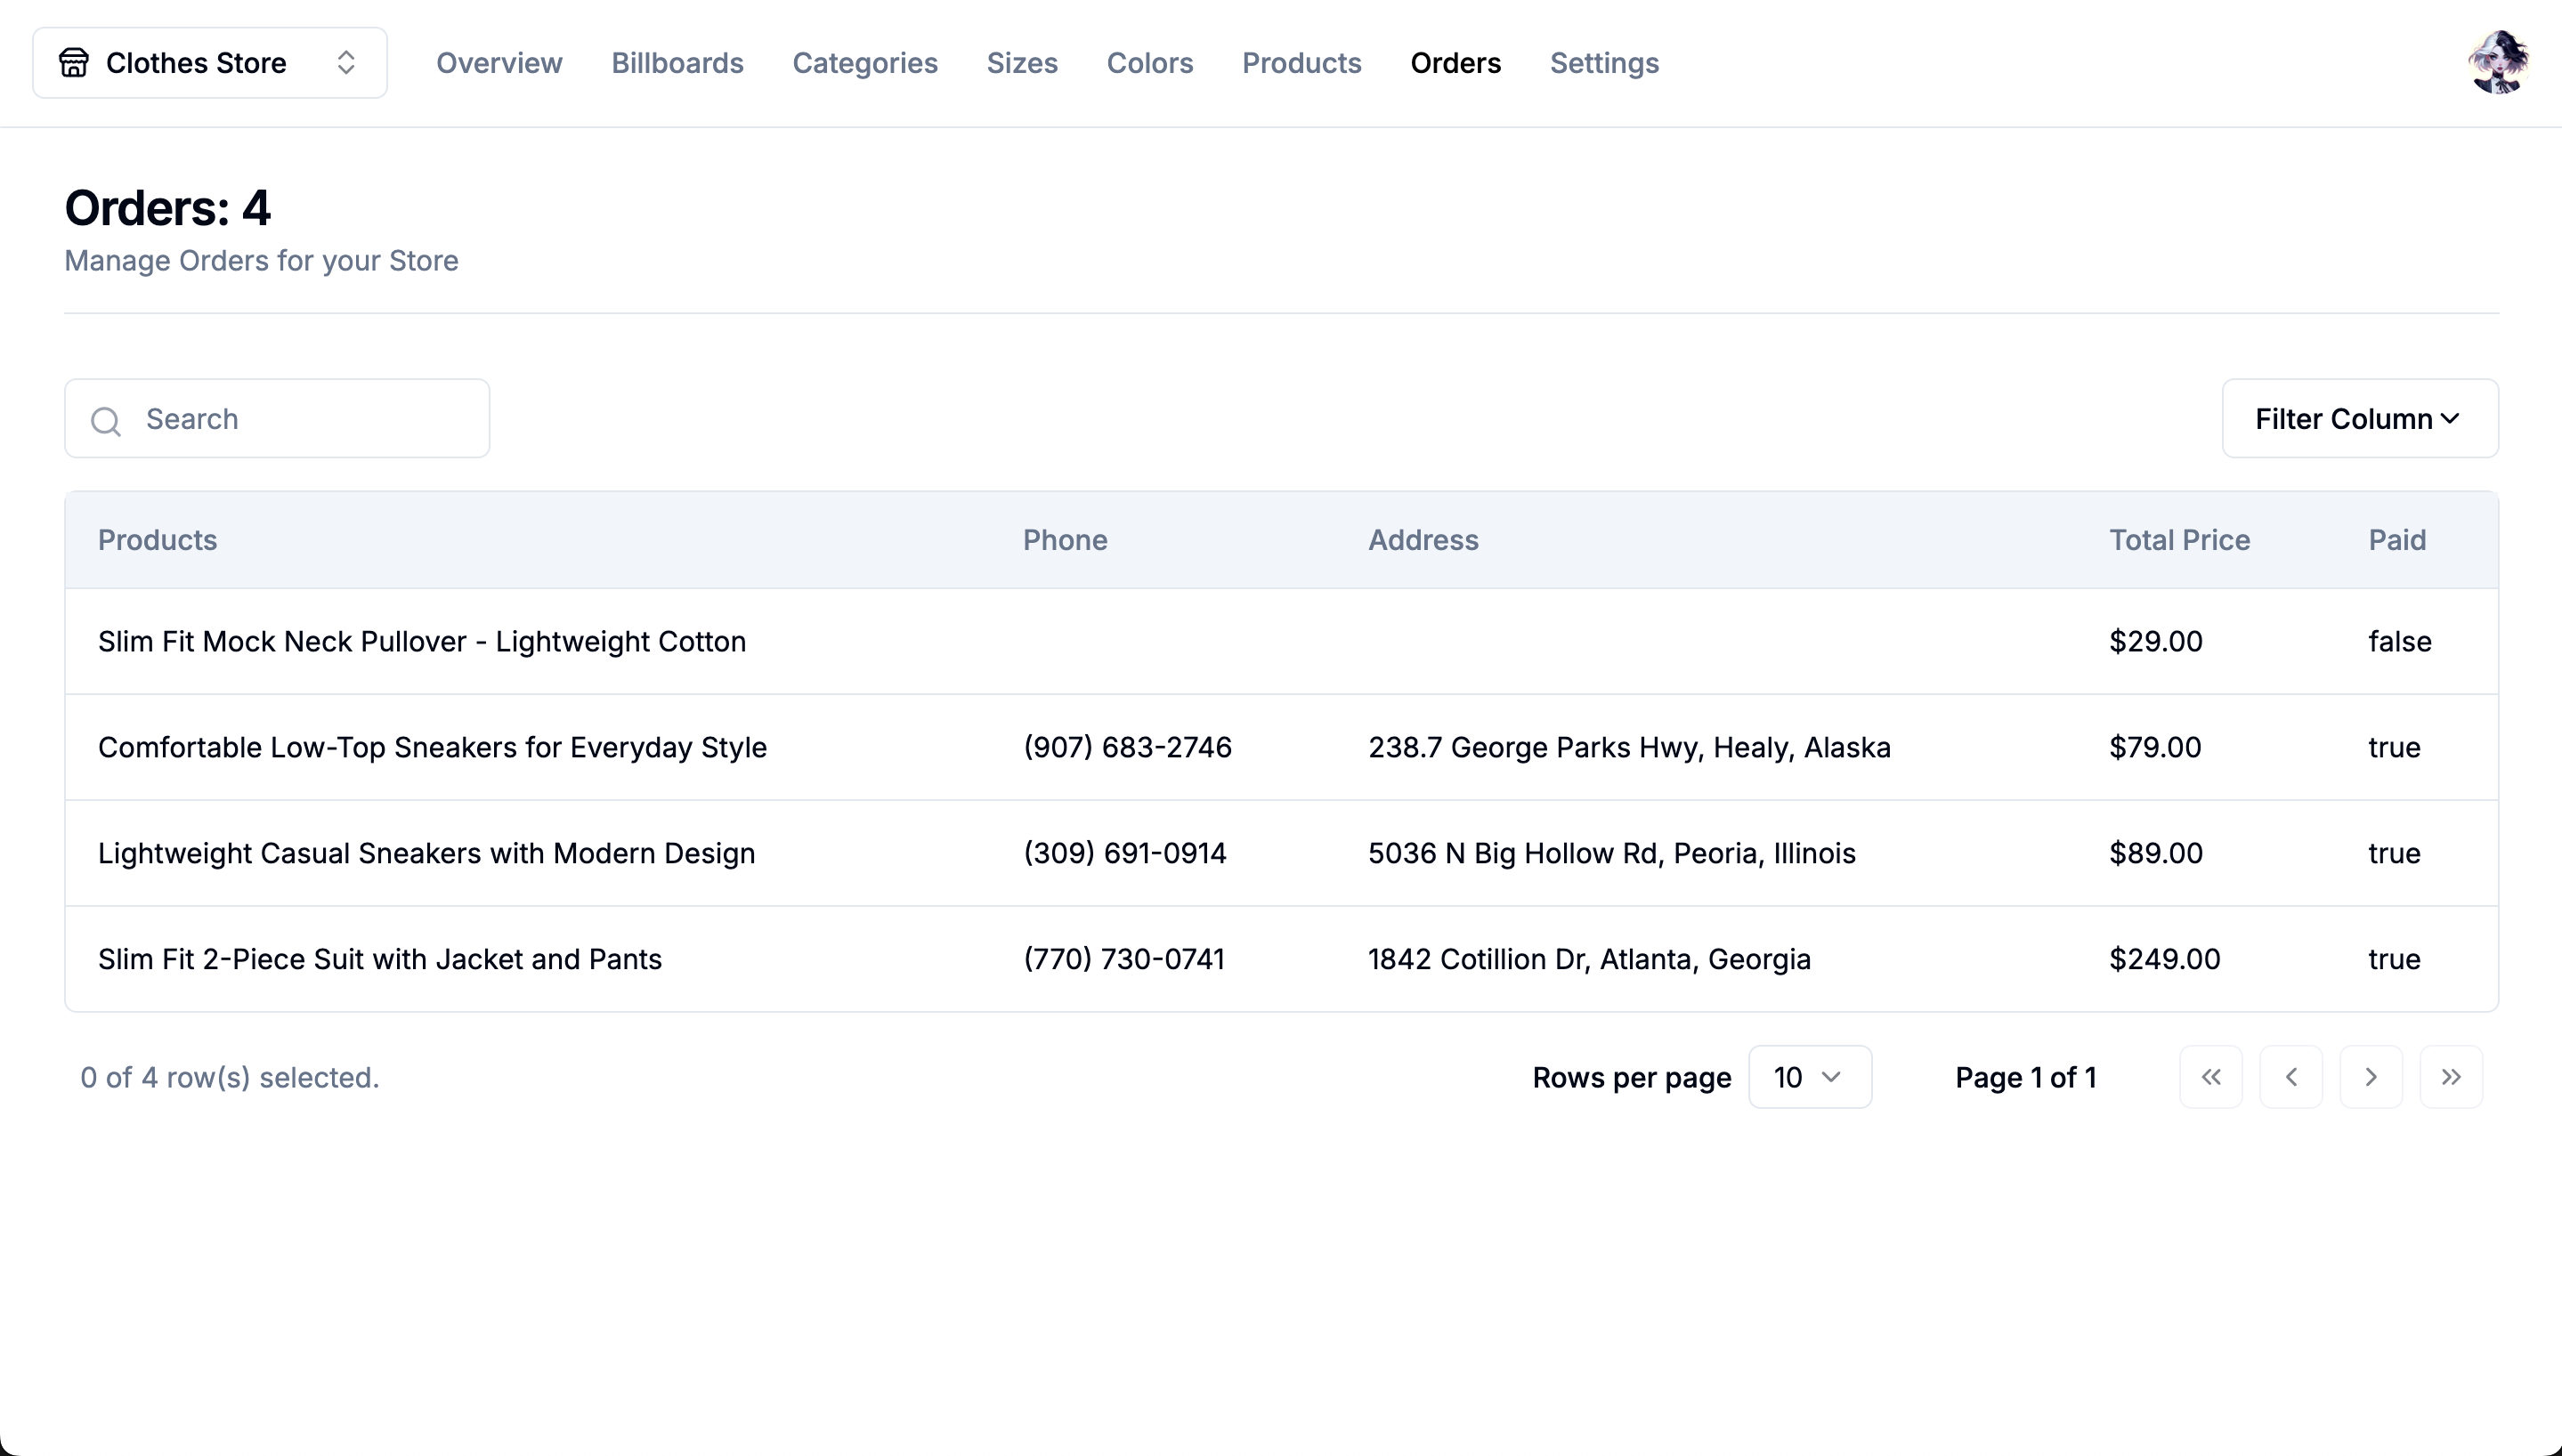 Clothes Store Overview Billboards Categories Sizes Colors Products Orders Settings
Orders: 4
Manage Orders for your Store
Search Filter Column
Products Phone Address Total Price Paid
Slim Fit Mock Neck Pullover - Lightweight Cotton $29.00 false
Comfortable Low-Top Sneakers for Everyday Style (907) 683-2746 238.7 George Parks Hwy, Healy, Alaska $79.00 true
Lightweight Casual Sneakers with Modern Design (309) 691-0914 5036 N Big Hollow Rd, Peoria, Illinois $89.00 true
Slim Fit 2-Piece Suit with Jacket and Pants (770) 730-0741 1842 Cotillion Dr, Atlanta, Georgia $249.00 true
0 of 4 row(s) selected. Rows per page 10 Page 1 of 1